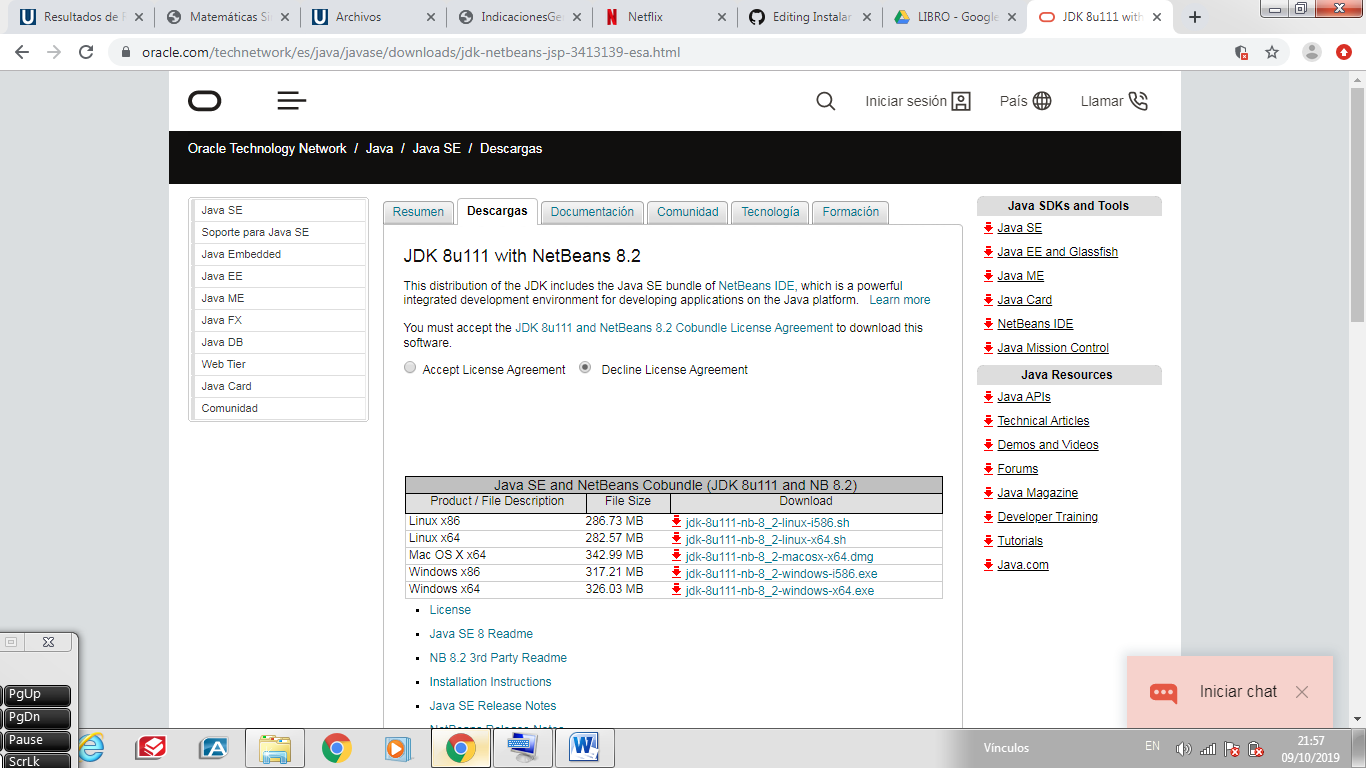 Resultados de
Matemáticas Si
Archivos
IndicacionesGe
Netflix
Editing Instalar
LIBRO - Google
JDK 8u111 with
oracle.com/technetwork/es/java/javase/downloads/jdk-netbeans-jsp-3413139-esa.html
Iniciar sesión
País
Llamar
Oracle Technology Network / Java / Java SE / Descargas
Java SE
Soporte para Java SE
Java Embedded
Java EE
Java ME
Java FX
Java DB
Web Tier
Java Card
Comunidad
Resumen
Descargas
Documentación
Comunidad
Tecnología
Formación
JDK 8u111 with NetBeans 8.2
This distribution of the JDK includes the Java SE bundle of NetBeans IDE, which is a powerful
integrated development environment for developing applications on the Java platform. Learn more
You must accept the JDK 8u111 and NetBeans 8.2 Cobundle License Agreement to download this
software.
Accept License Agreement
Decline License Agreement
Java SE and NetBeans Cobundle (JDK 8u111 and NB 8.2)
Product / File Description File Size Download
Linux x86 286.73 MB jdk-8u111-nb-8_2-linux-i586.sh
Linux x64 282.57 MB jdk-8u111-nb-8_2-linux-x64.sh
Mac OS X x64 342.99 MB jdk-8u111-nb-8_2-macosx-x64.dmg
Windows x86 317.21 MB jdk-8u111-nb-8_2-windows-i586.exe
Windows x64 326.03 MB jdk-8u111-nb-8_2-windows-x64.exe
License
Java SE 8 Readme
NB 8.2 3rd Party Readme
Installation Instructions
Java SE Release Notes
NetBeans Release Notes
Java SDKs and Tools
Java SE
Java EE and Glassfish
Java ME
Java Card
NetBeans IDE
Java Mission Control
Java Resources
Java APIs
Technical Articles
Demos and Videos
Forums
Java Magazine
Developer Training
Tutorials
Java.com
Iniciar chat
PgUp
PgDn
Pause
ScrLk
Vínculos
EN
21:57
09/10/2019